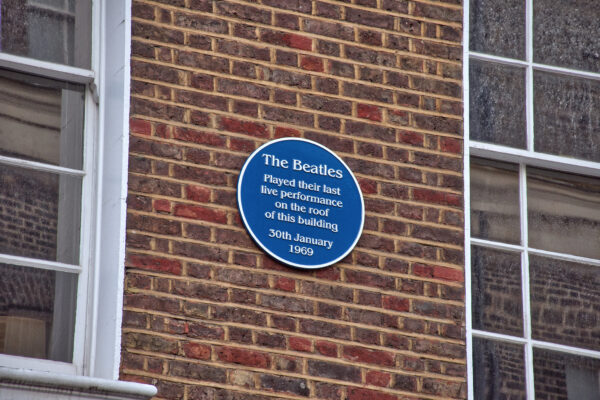 The Beatles
Played their last
live performance
on the roof
of this building
30th January
1969